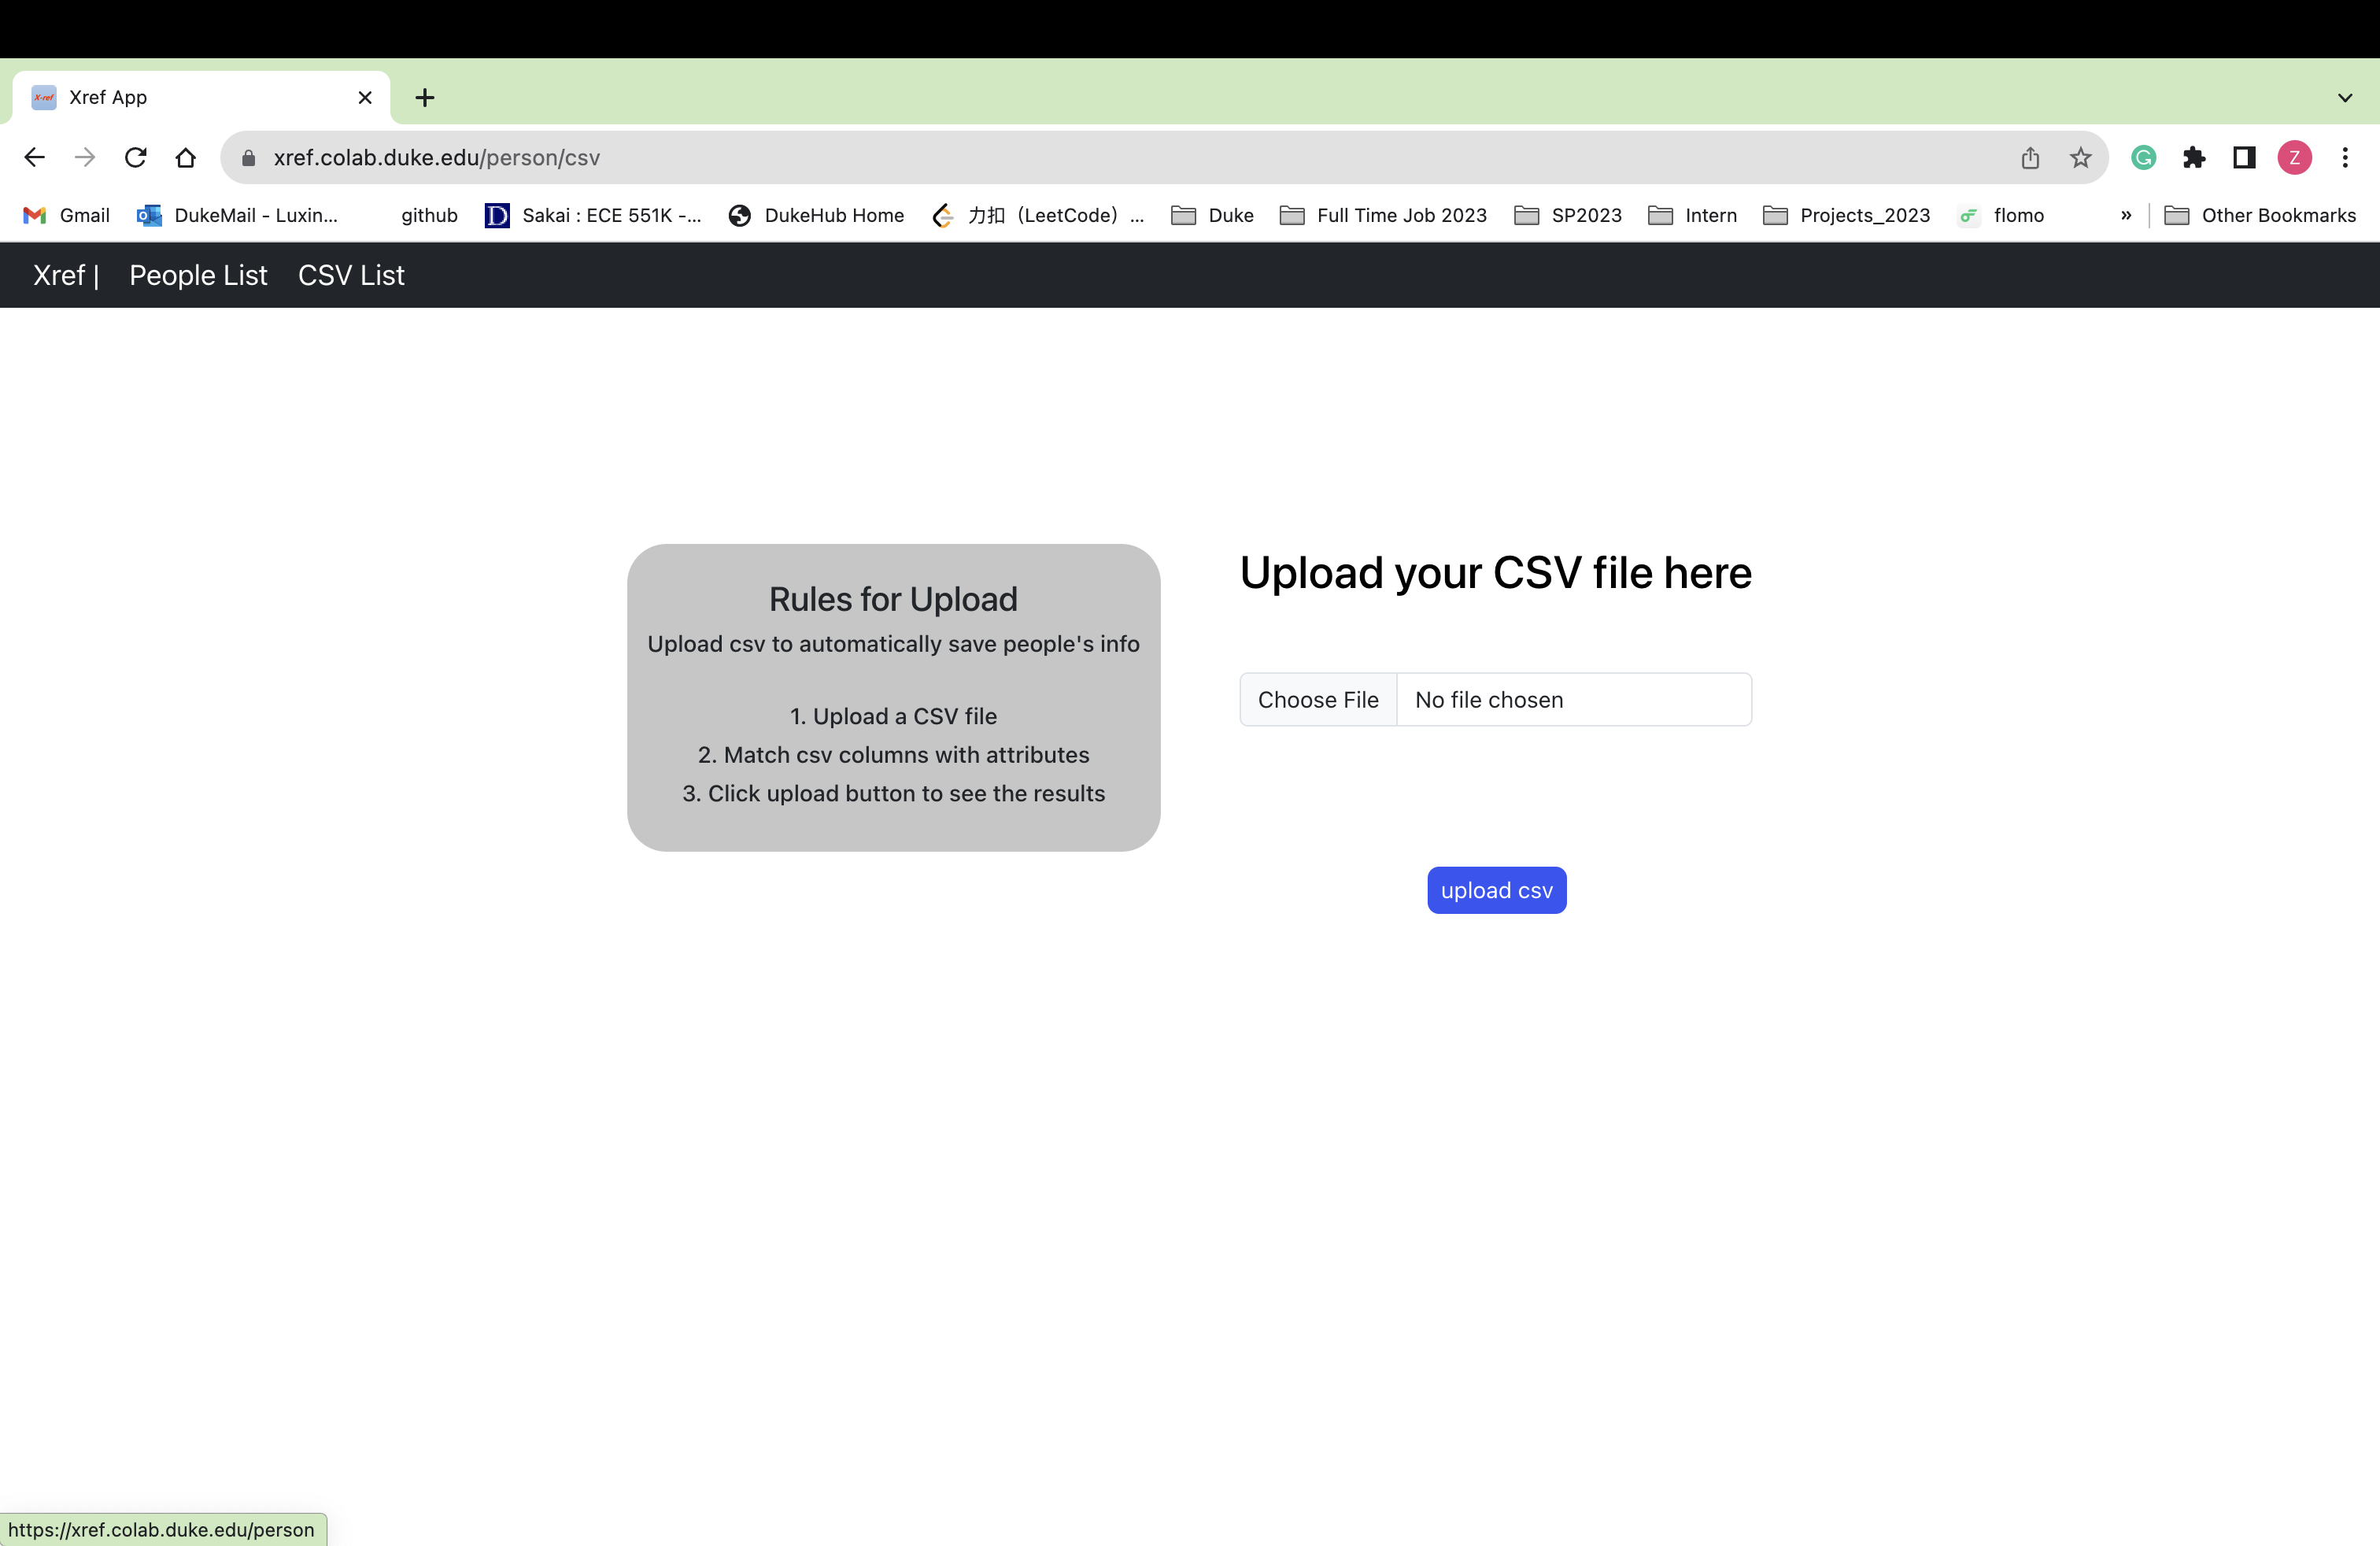 Xref App
xref.colab.duke.edu/person/csv
Z
Gmail DukeMail - Luxin... github Sakai : ECE 551K -... DukeHub Home 力扣（LeetCode）... Duke Full Time Job 2023 SP2023 Intern Projects_2023 flomo » Other Bookmarks
Xref | People List CSV List
Rules for Upload
Upload csv to automatically save people's info
1. Upload a CSV file
2. Match csv columns with attributes
3. Click upload button to see the results
Upload your CSV file here
Choose File No file chosen
upload csv
https://xref.colab.duke.edu/person